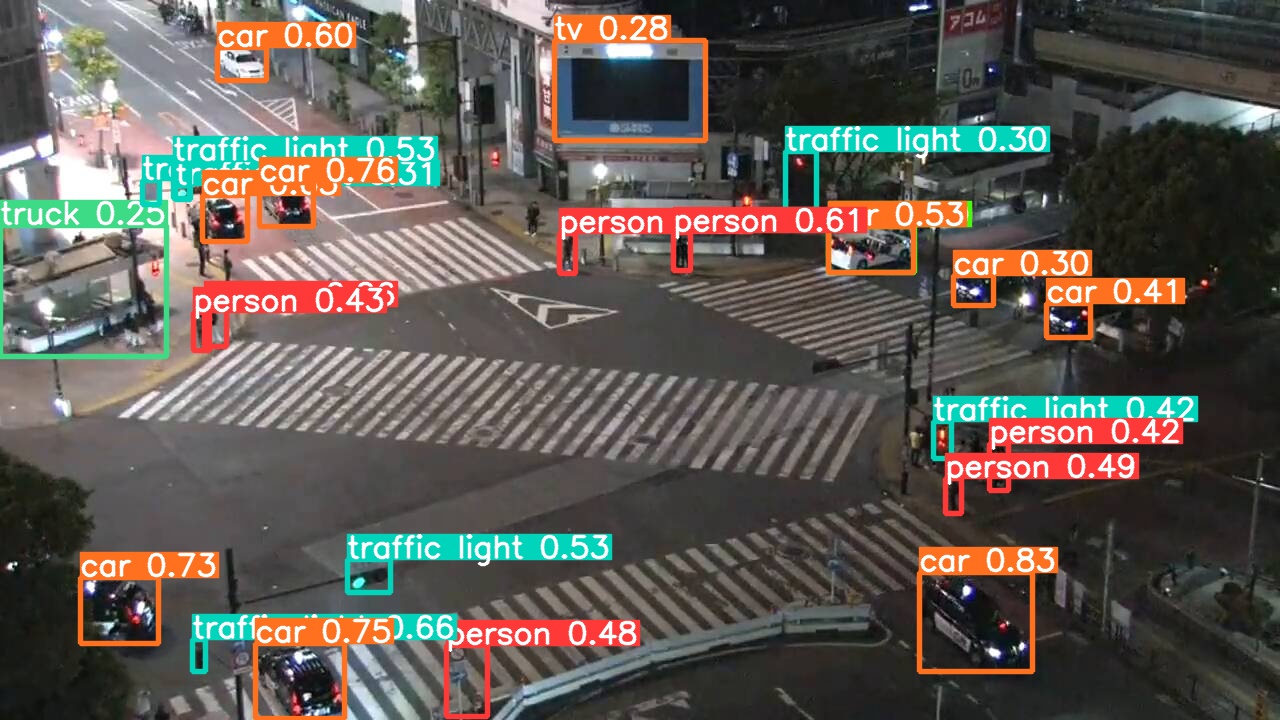 car 0.60
tv 0.28
アコム
traffic light 0.53
traffic light 0.30
car 0.76
truck 0.25
person
person 0.61
0.53
car 0.30
car 0.41
person 0.43
traffic light 0.42
person 0.42
person 0.49
traffic light 0.53
car 0.73
car 0.83
car 0.75
0.66
person 0.48